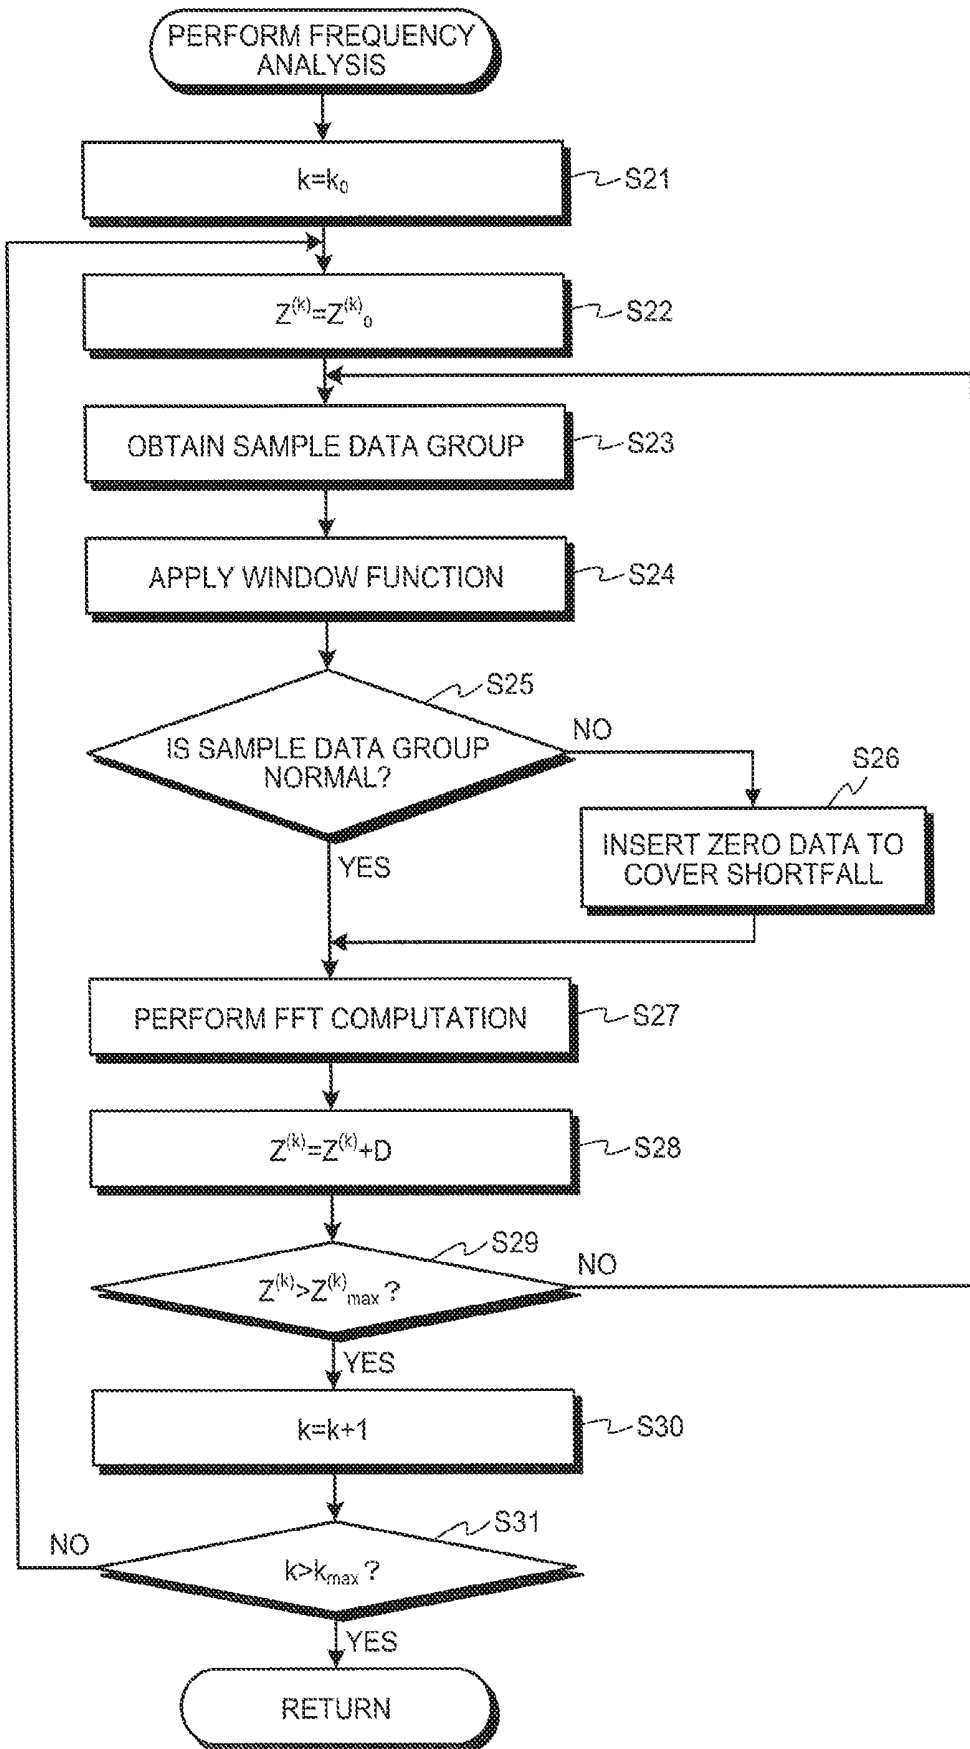 PERFORM FREQUENCY
ANALYSIS
k=k₀
S21
Z⁽ᵏ⁾=Z⁽ᵏ⁾₀
S22
OBTAIN SAMPLE DATA GROUP
S23
APPLY WINDOW FUNCTION
S24
S25
IS SAMPLE DATA GROUP
NORMAL?
NO
YES
S26
INSERT ZERO DATA TO
COVER SHORTFALL
PERFORM FFT COMPUTATION
S27
Z⁽ᵏ⁾=Z⁽ᵏ⁾+D
S28
S29
Z⁽ᵏ⁾>Z⁽ᵏ⁾max ?
NO
YES
k=k+1
S30
S31
NO
k>kmax ?
YES
RETURN